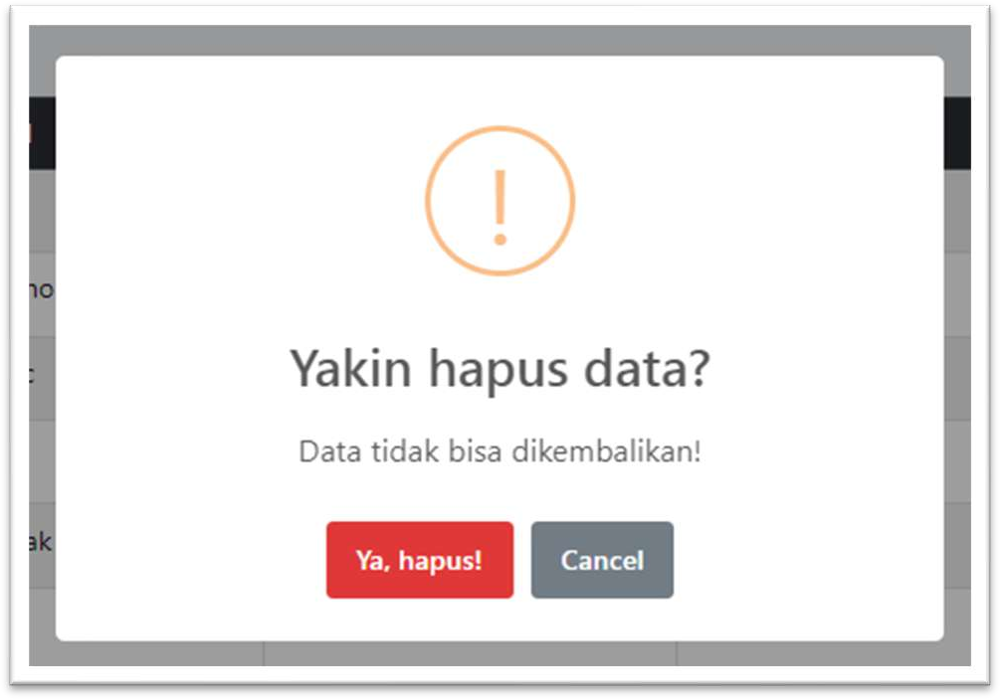 Yakin hapus data?
Data tidak bisa dikembalikan!
Ya, hapus! Cancel